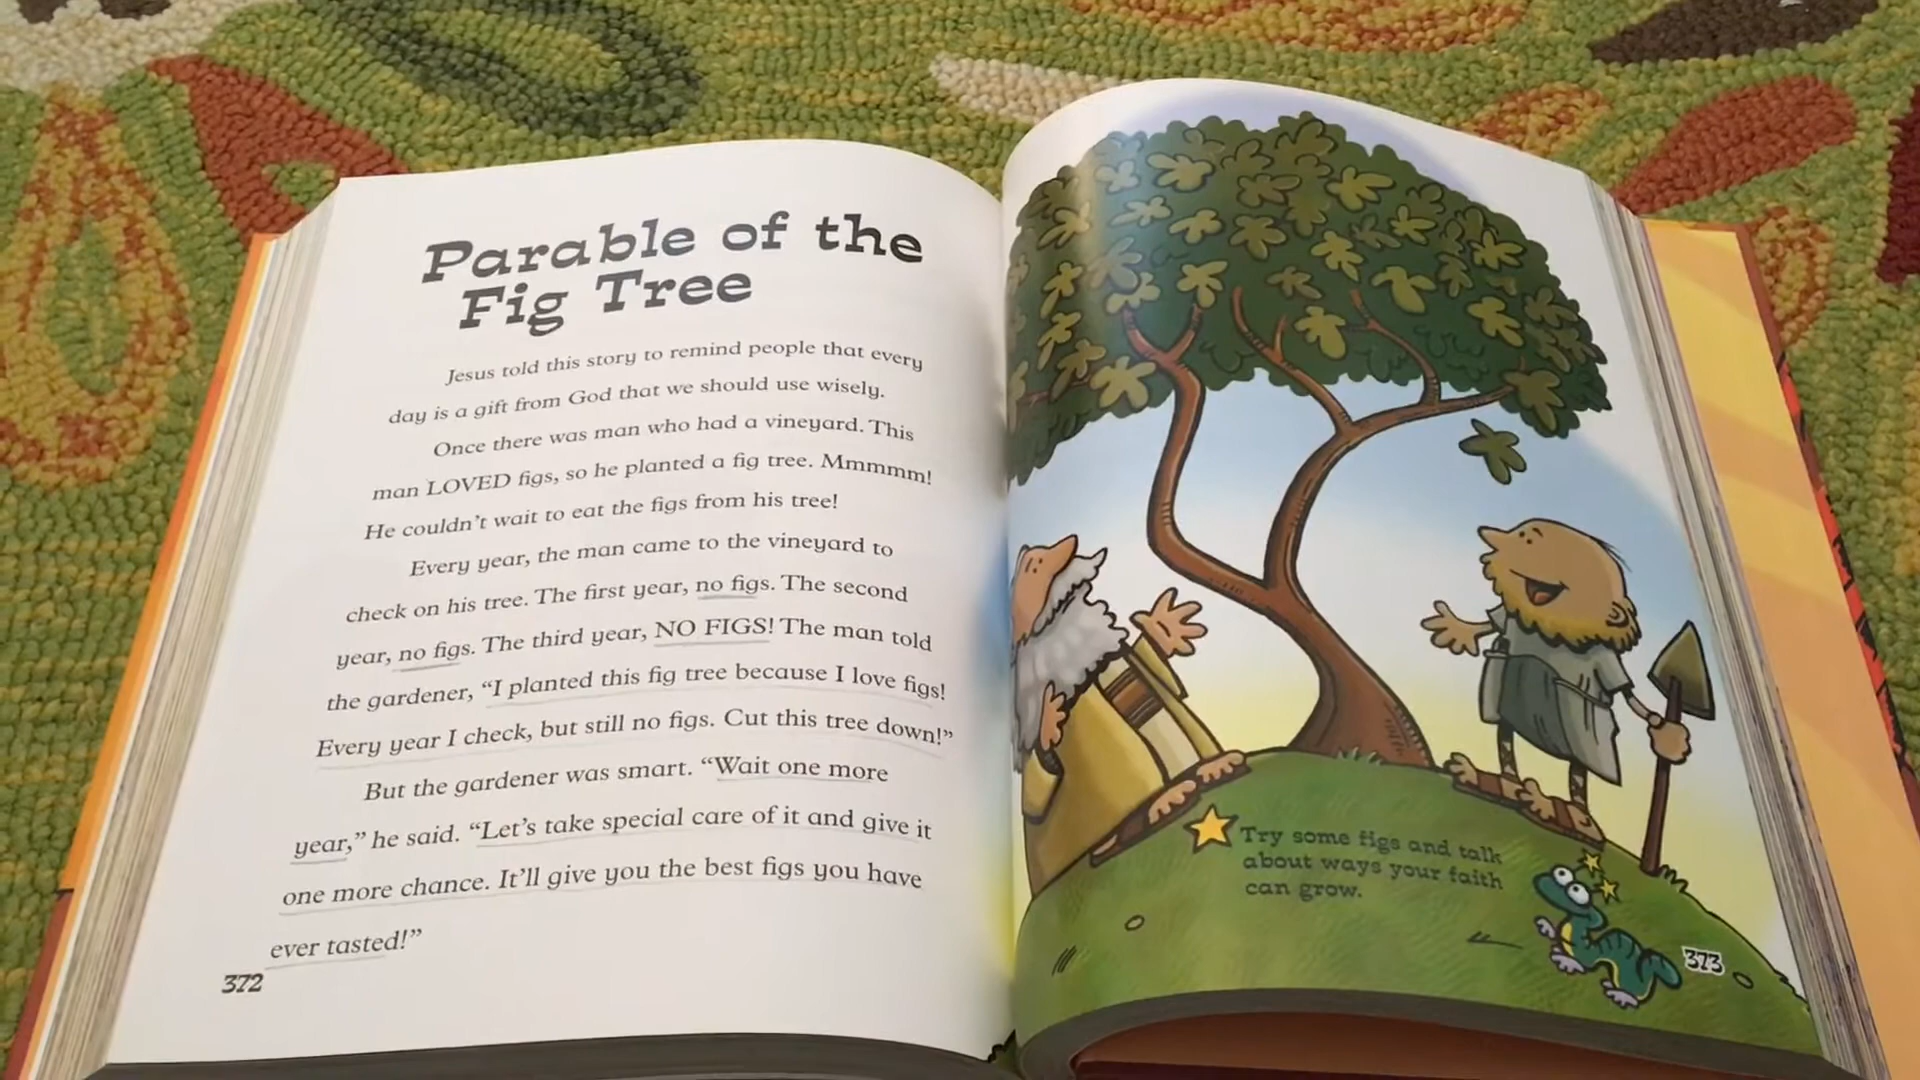 Parable of the
Fig Tree
Jesus told this story to remind people that every
day is a gift from God that we should use wisely.
Once there was man who had a vineyard. This
man LOVED figs, so he planted a fig tree. Mmmmm!
He couldn't wait to eat the figs from his tree!
Every year, the man came to the vineyard to
check on his tree. The first year, no figs. The second
year, no figs. The third year, NO FIGS! The man told
the gardener, “I planted this fig tree because I love figs!
Every year I check, but still no figs. Cut this tree down!”
But the gardener was smart. “Wait one more
year,” he said. “Let's take special care of it and give it
one more chance. It'll give you the best figs you have
ever tasted!”
372
Try some figs and talk
about ways your faith
can grow.
373